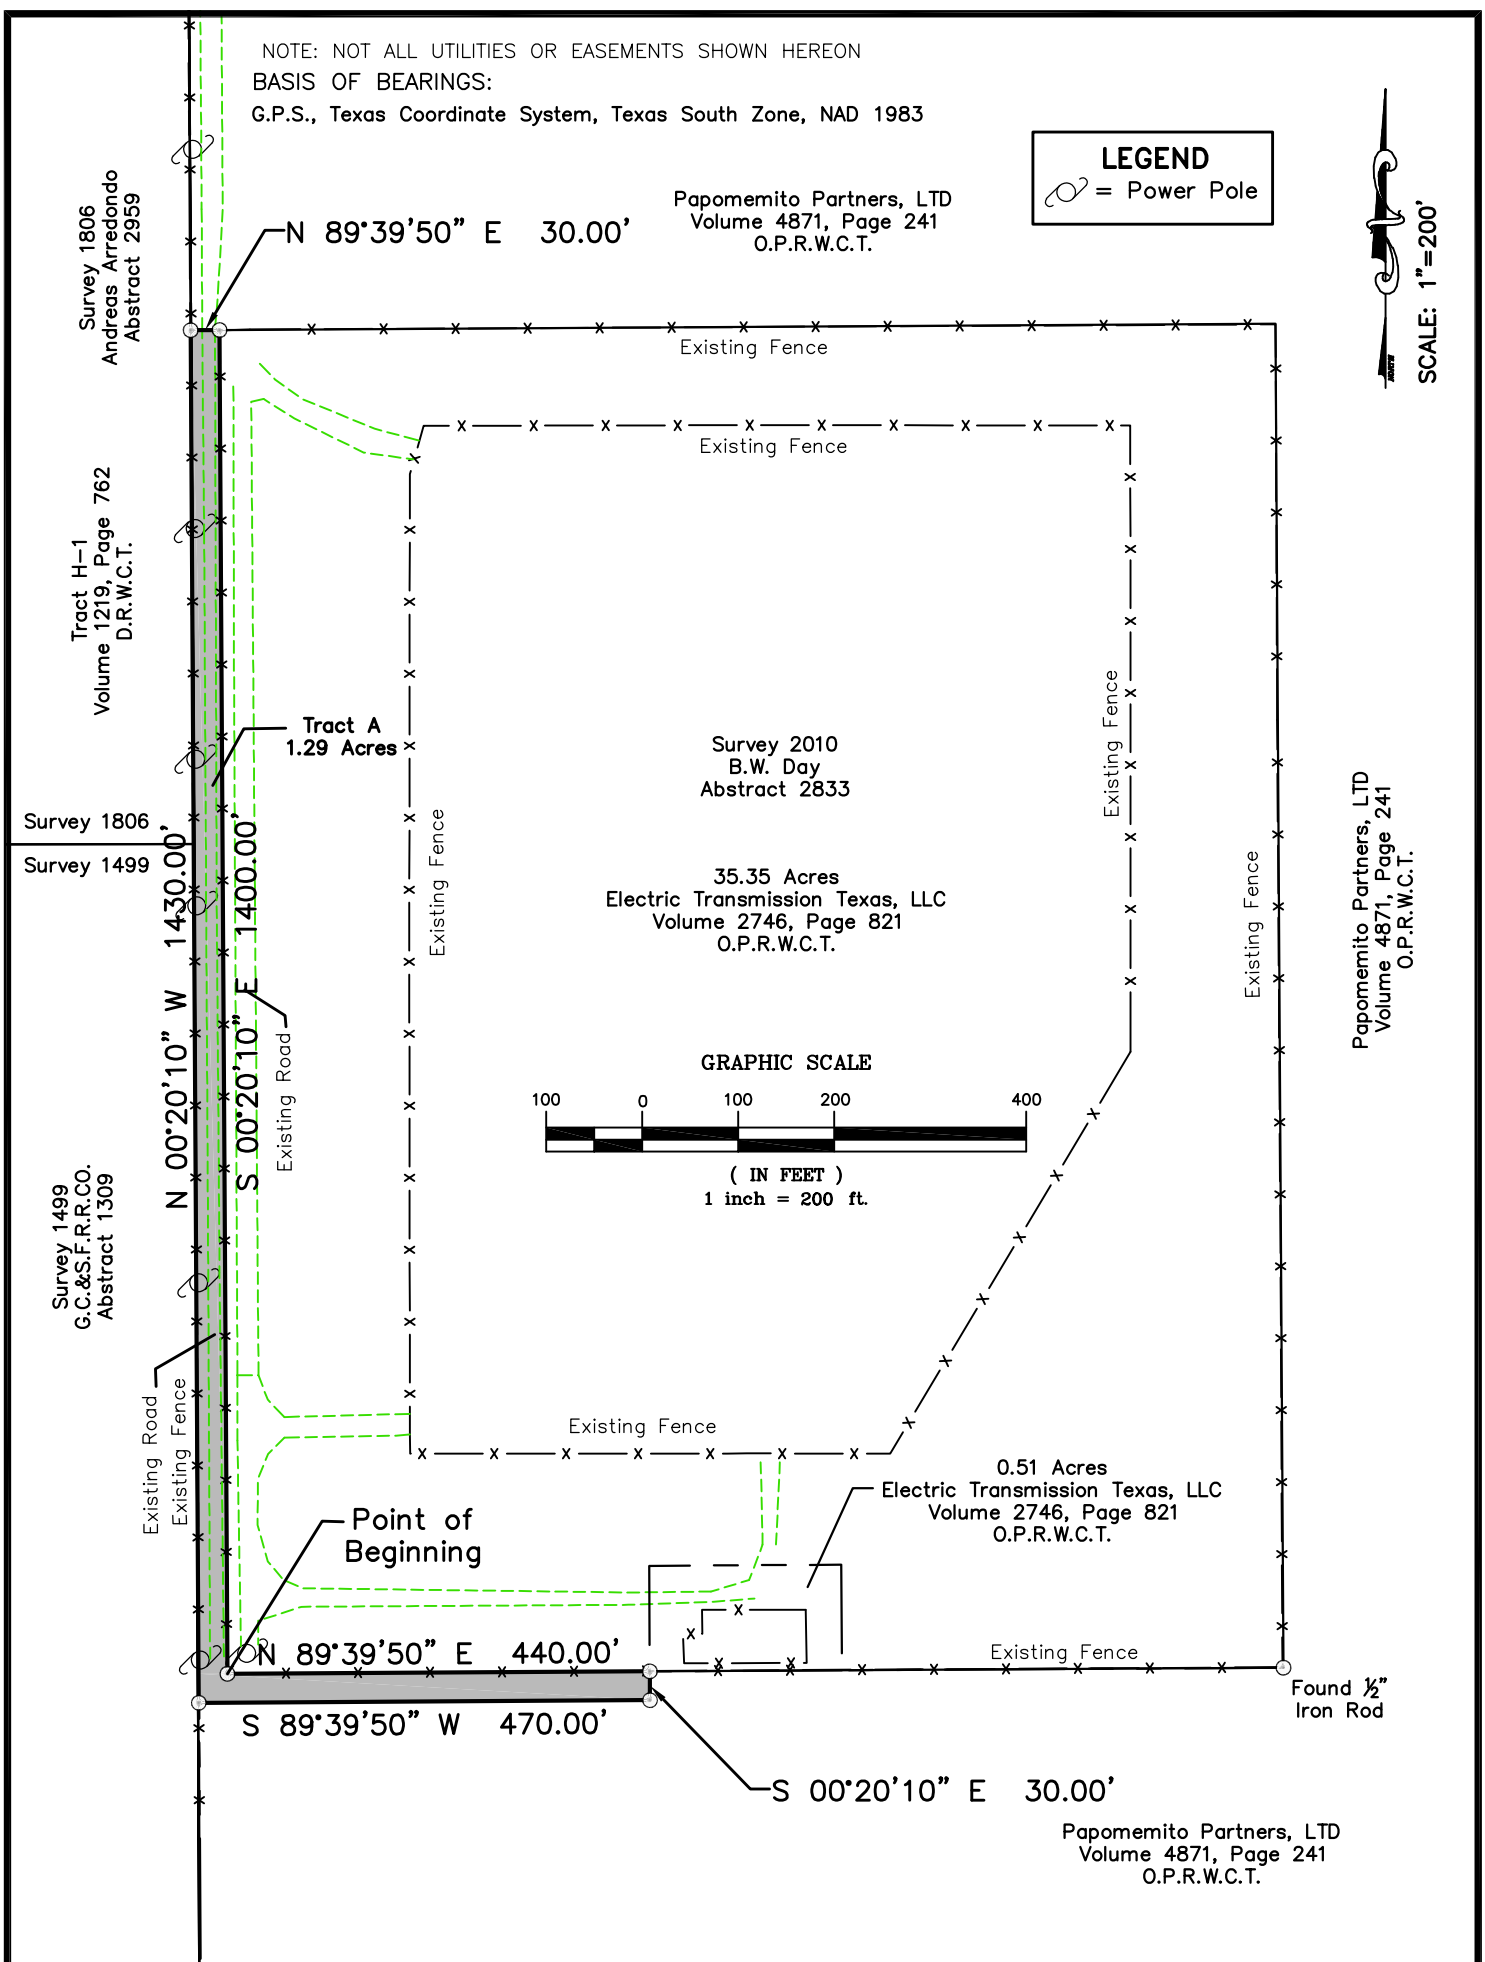 NOTE: NOT ALL UTILITIES OR EASEMENTS SHOWN HEREON
BASIS OF BEARINGS:
G.P.S., Texas Coordinate System, Texas South Zone, NAD 1983
LEGEND
= Power Pole
SCALE: 1"=200'
Survey 1806
Andreas Arredondo
Abstract 2959
N 89°39'50" E 30.00'
Papomemito Partners, LTD
Volume 4871, Page 241
O.P.R.W.C.T.
Existing Fence
Existing Fence
Tract H-1
Volume 1219, Page 762
D.R.W.C.T.
Tract A
1.29 Acres
Survey 2010
B.W. Day
Abstract 2833
Existing Fence
Survey 1806
Survey 1499
N 00°20'10" W 1430.00'
S 00°20'10" E 1400.00'
Existing Road
Existing Fence
35.35 Acres
Electric Transmission Texas, LLC
Volume 2746, Page 821
O.P.R.W.C.T.
Existing Fence
Papomemito Partners, LTD
Volume 4871, Page 241
O.P.R.W.C.T.
GRAPHIC SCALE
100 0 100 200 400
( IN FEET )
1 inch = 200 ft.
Survey 1499
G.C.&S.F.R.R.CO.
Abstract 1309
Existing Road
Existing Fence
Existing Fence
0.51 Acres
Electric Transmission Texas, LLC
Volume 2746, Page 821
O.P.R.W.C.T.
Point of
Beginning
N 89°39'50" E 440.00'
Existing Fence
Found ½"
Iron Rod
S 89°39'50" W 470.00'
S 00°20'10" E 30.00'
Papomemito Partners, LTD
Volume 4871, Page 241
O.P.R.W.C.T.